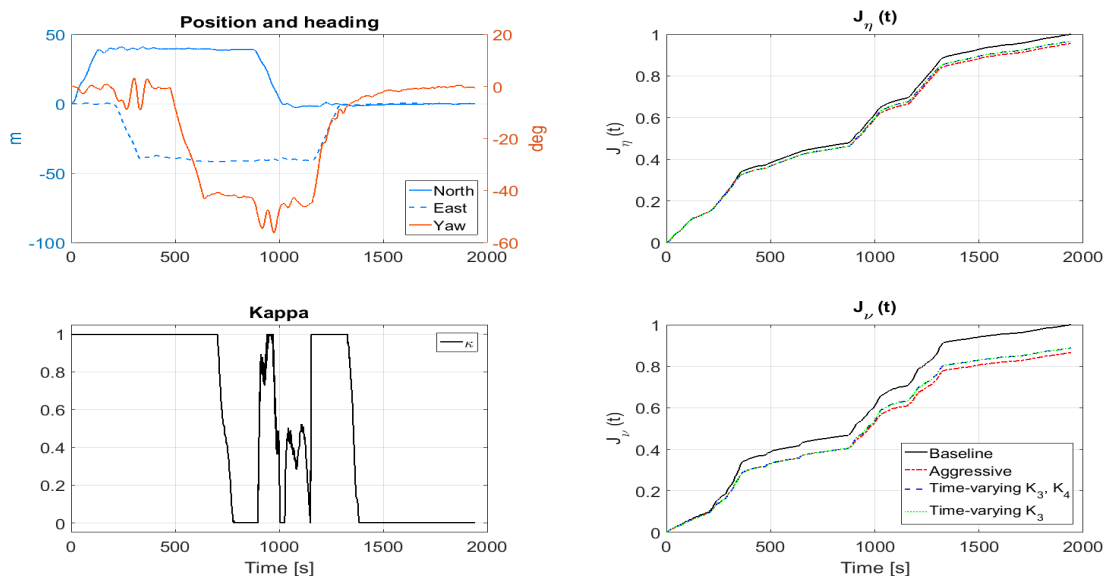 Position and heading
50
0
-50
-100
m
20
0
-20
-40
-60
deg
North
East
Yaw
0
500
1000
1500
2000
J_η (t)
1
0.8
0.6
0.4
0.2
0
J_η (t)
0
500
1000
1500
2000
Kappa
1
0.8
0.6
0.4
0.2
0
κ
0
500
1000
1500
2000
Time [s]
J_ν (t)
1
0.8
0.6
0.4
0.2
0
J_ν (t)
Baseline
Aggressive
Time-varying K_3, K_4
Time-varying K_3
0
500
1000
1500
2000
Time [s]